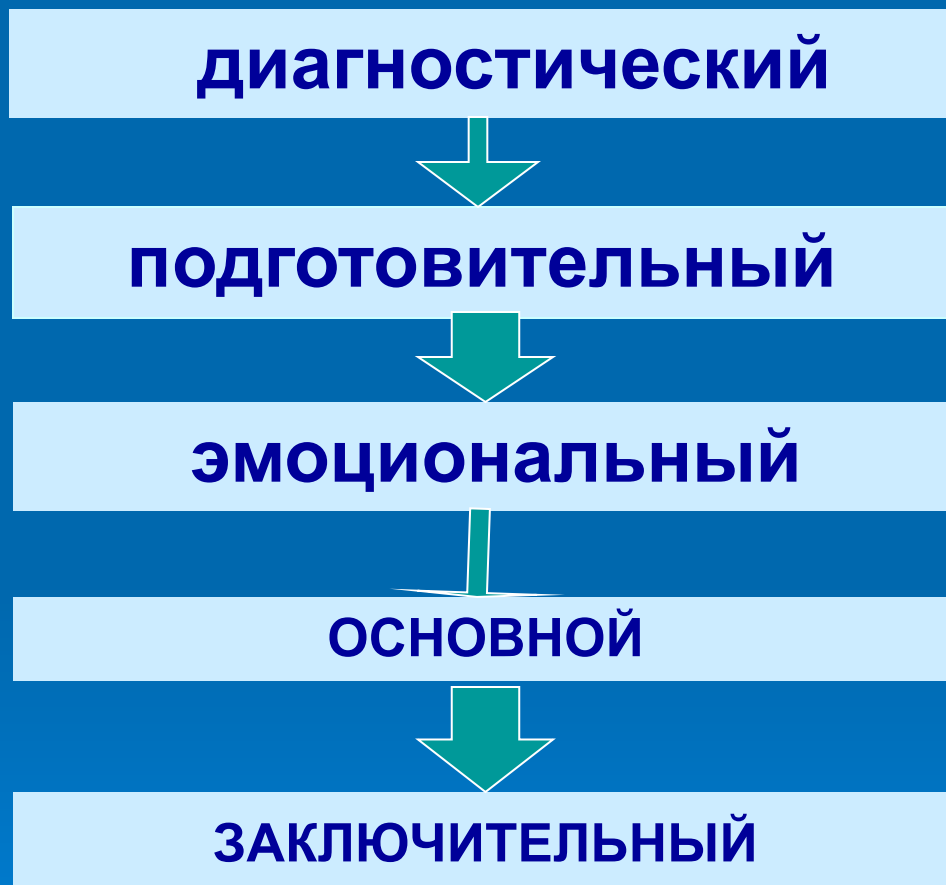 диагностический
подготовительный
эмоциональный
ОСНОВНОЙ
ЗАКЛЮЧИТЕЛЬНЫЙ